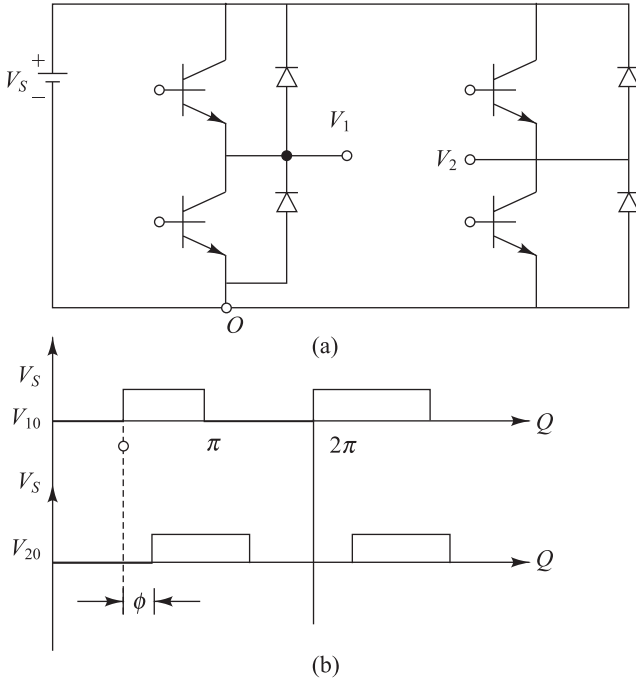 +
V_S
−
V_1
V_2
O
(a)
V_S
V_10
Q
π
2π
V_S
V_20
Q
ϕ
(b)